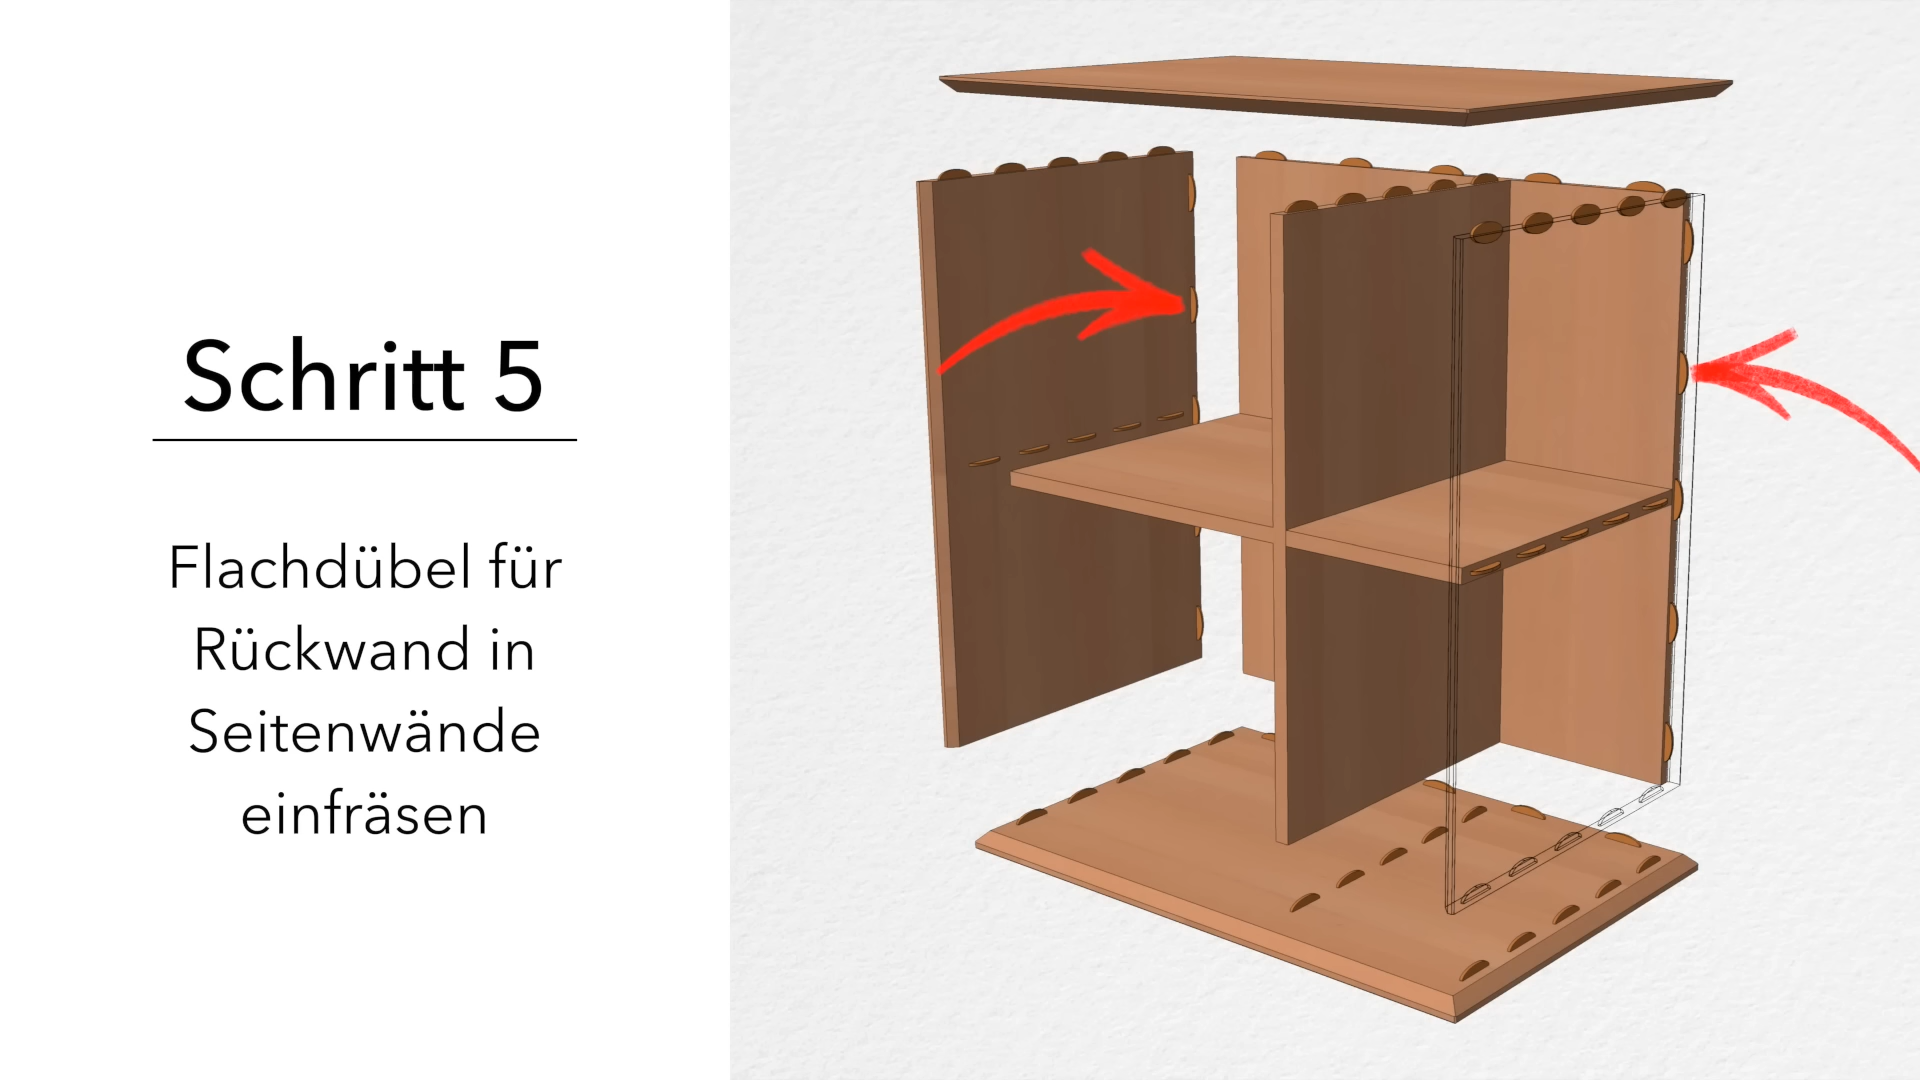 Schritt 5
Flachdübel für
Rückwand in
Seitenwände
einfräsen